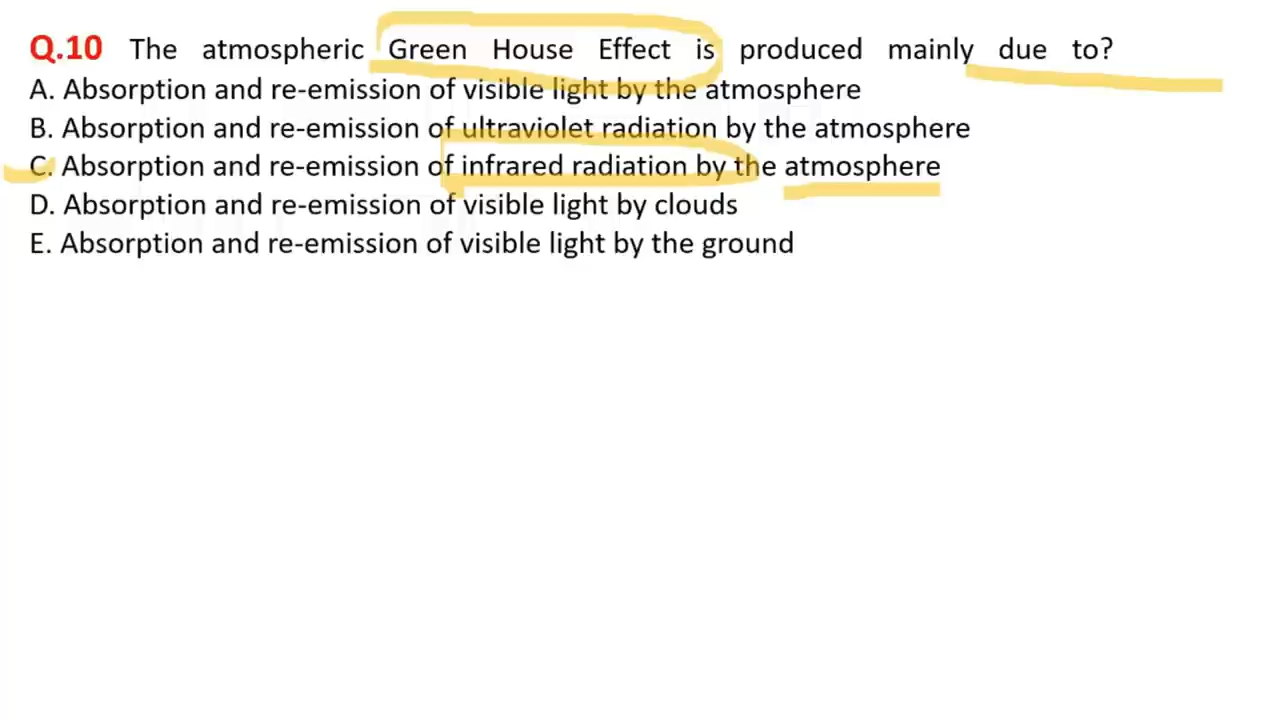 Q.10 The atmospheric Green House Effect is produced mainly due to?
A. Absorption and re-emission of visible light by the atmosphere
B. Absorption and re-emission of ultraviolet radiation by the atmosphere
C. Absorption and re-emission of infrared radiation by the atmosphere
D. Absorption and re-emission of visible light by clouds
E. Absorption and re-emission of visible light by the ground